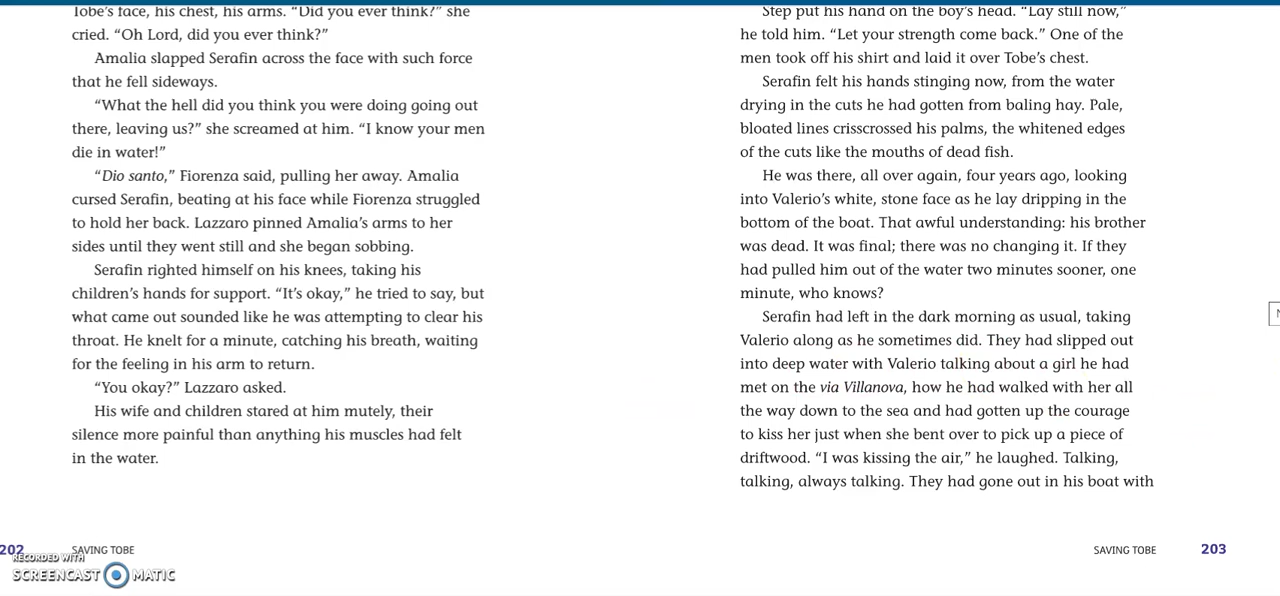 Tobe's face, his chest, his arms. “Did you ever think?” she
cried. “Oh Lord, did you ever think?”
Amalia slapped Serafin across the face with such force
that he fell sideways.
“What the hell did you think you were doing going out
there, leaving us?” she screamed at him. “I know your men
die in water!”
“Dio santo,” Fiorenza said, pulling her away. Amalia
cursed Serafin, beating at his face while Fiorenza struggled
to hold her back. Lazzaro pinned Amalia’s arms to her
sides until they went still and she began sobbing.
Serafin righted himself on his knees, taking his
children’s hands for support. “It’s okay,” he tried to say, but
what came out sounded like he was attempting to clear his
throat. He knelt for a minute, catching his breath, waiting
for the feeling in his arm to return.
“You okay?” Lazzaro asked.
His wife and children stared at him mutely, their
silence more painful than anything his muscles had felt
in the water.
202 SAVING TOBE
RECORDED WITH
SCREENCAST MATIC
Step put his hand on the boy’s head. “Lay still now,”
he told him. “Let your strength come back.” One of the
men took off his shirt and laid it over Tobe’s chest.
Serafin felt his hands stinging now, from the water
drying in the cuts he had gotten from baling hay. Pale,
bloated lines crisscrossed his palms, the whitened edges
of the cuts like the mouths of dead fish.
He was there, all over again, four years ago, looking
into Valerio’s white, stone face as he lay dripping in the
bottom of the boat. That awful understanding: his brother
was dead. It was final; there was no changing it. If they
had pulled him out of the water two minutes sooner, one
minute, who knows?
Serafin had left in the dark morning as usual, taking
Valerio along as he sometimes did. They had slipped out
into deep water with Valerio talking about a girl he had
met on the via Villanova, how he had walked with her all
the way down to the sea and had gotten up the courage
to kiss her just when she bent over to pick up a piece of
driftwood. “I was kissing the air,” he laughed. Talking,
talking, always talking. They had gone out in his boat with
SAVING TOBE 203